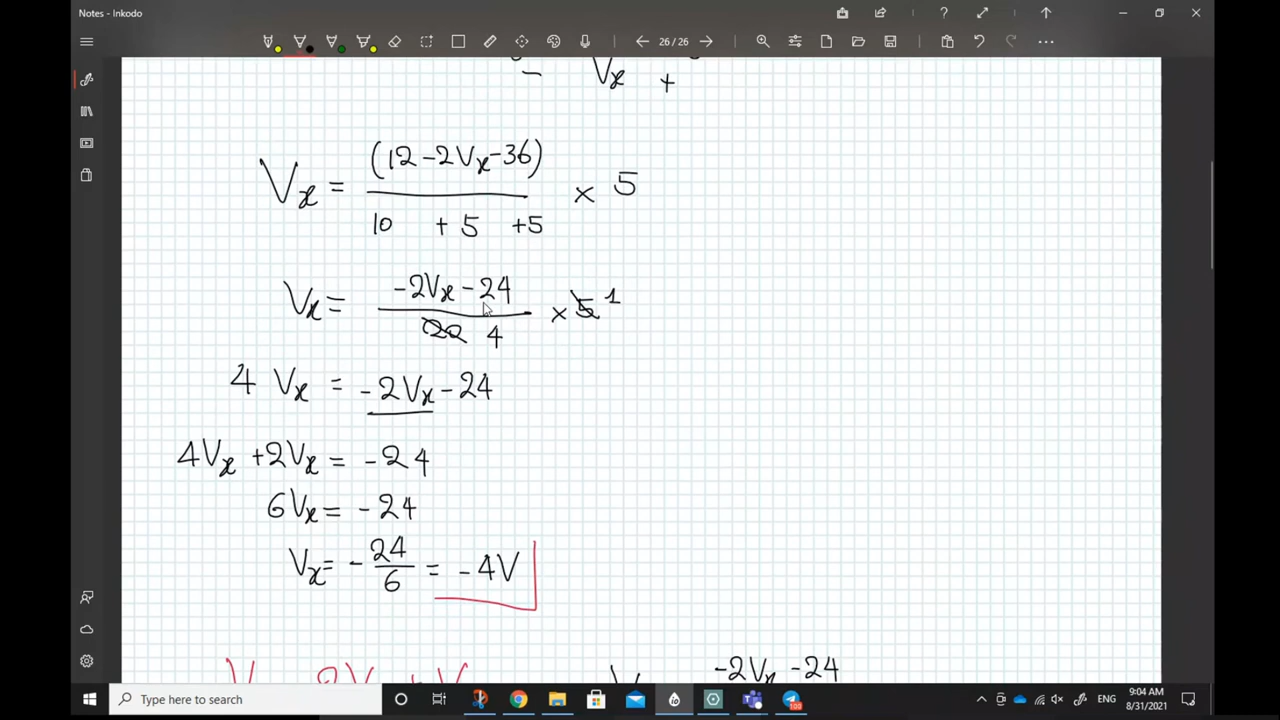 Notes - Inkodo
26/26
- Vx +
Vx = (12 -2Vx -36) / 10 + 5 +5 × 5
Vx = -2Vx -24 / 20 4 × 5 1
4 Vx = -2Vx -24
4Vx +2Vx = -24
6Vx = -24
Vx = - 24/6 = -4V
-2Vx -24
Type here to search
100
ENG
9:04 AM
8/31/2021